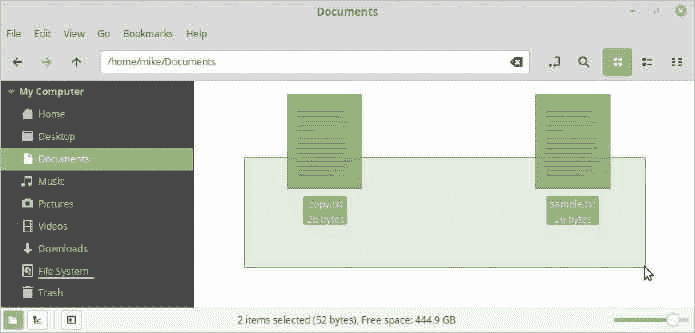 Documents
File Edit View Go Bookmarks Help
/home/mike/Documents
My Computer
Home
Desktop
Documents
Music
Pictures
Videos
Downloads
File System
Trash
copy.txt
26 bytes
sample.txt
26 bytes
2 items selected (52 bytes), Free space: 444.9 GB